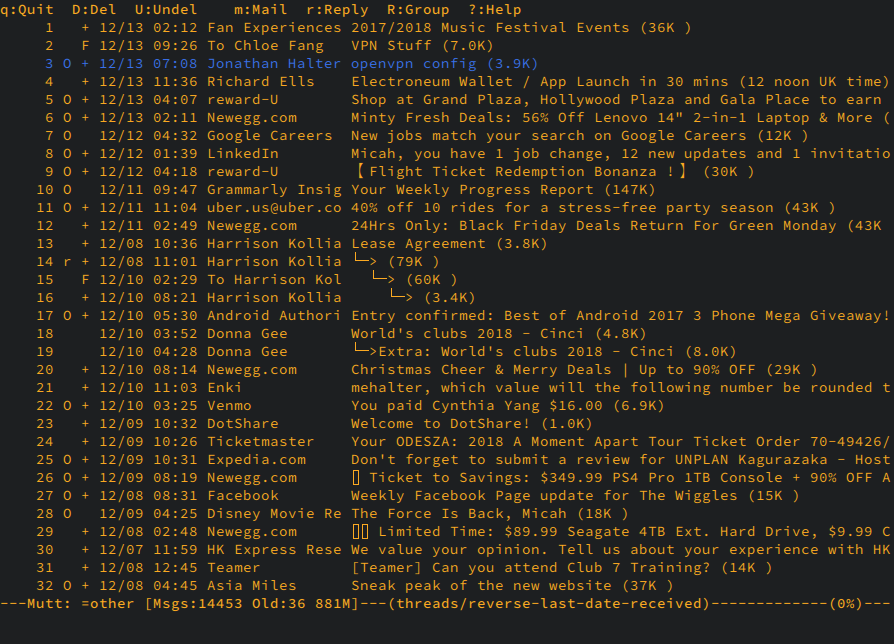 q:Quit  D:Del  U:Undel    m:Mail  r:Reply  R:Group  ?:Help
1   + 12/13 02:12 Fan Experiences 2017/2018 Music Festival Events (36K )
2   F 12/13 09:26 To Chloe Fang   VPN Stuff (7.0K)
3 O + 12/13 07:08 Jonathan Halter openvpn config (3.9K)
4   + 12/13 11:36 Richard Ells    Electroneum Wallet / App Launch in 30 mins (12 noon UK time)
5 O + 12/13 04:07 reward-U        Shop at Grand Plaza, Hollywood Plaza and Gala Place to earn
6 O + 12/13 02:11 Newegg.com      Minty Fresh Deals: 56% Off Lenovo 14" 2-in-1 Laptop & More (
7 O   12/12 04:32 Google Careers  New jobs match your search on Google Careers (12K )
8 O + 12/12 01:39 LinkedIn        Micah, you have 1 job change, 12 new updates and 1 invitatio
9 O + 12/12 04:18 reward-U        【Flight Ticket Redemption Bonanza !】 (30K )
10 O   12/11 09:47 Grammarly Insig Your Weekly Progress Report (147K)
11 O + 12/11 11:04 uber.us@uber.co 40% off 10 rides for a stress-free party season (43K )
12   + 12/11 02:49 Newegg.com      24Hrs Only: Black Friday Deals Return For Green Monday (43K
13   + 12/08 10:36 Harrison Kollia Lease Agreement (3.8K)
14 r + 12/08 11:01 Harrison Kollia └─> (79K )
15   F 12/10 02:29 To Harrison Kol   └─> (60K )
16   + 12/10 08:21 Harrison Kollia     └─> (3.4K)
17 O + 12/10 05:30 Android Authori Entry confirmed: Best of Android 2017 3 Phone Mega Giveaway!
18     12/10 03:52 Donna Gee       World's clubs 2018 - Cinci (4.8K)
19     12/10 04:28 Donna Gee       └─>Extra: World's clubs 2018 - Cinci (8.0K)
20   + 12/10 08:14 Newegg.com      Christmas Cheer & Merry Deals | Up to 90% OFF (29K )
21   + 12/10 11:03 Enki            mehalter, which value will the following number be rounded t
22 O + 12/10 03:25 Venmo           You paid Cynthia Yang $16.00 (6.9K)
23   + 12/09 10:32 DotShare        Welcome to DotShare! (1.0K)
24   + 12/09 10:26 Ticketmaster    Your ODESZA: 2018 A Moment Apart Tour Ticket Order 70-49426/
25 O + 12/09 10:31 Expedia.com     Don't forget to submit a review for UNPLAN Kagurazaka - Host
26 O + 12/09 08:19 Newegg.com      Ticket to Savings: $349.99 PS4 Pro 1TB Console + 90% OFF A
27 O + 12/08 08:31 Facebook        Weekly Facebook Page update for The Wiggles (15K )
28 O   12/09 04:25 Disney Movie Re The Force Is Back, Micah (18K )
29   + 12/08 02:48 Newegg.com      Limited Time: $89.99 Seagate 4TB Ext. Hard Drive, $9.99 C
30   + 12/07 11:59 HK Express Rese We value your opinion. Tell us about your experience with HK
31   + 12/08 12:45 Teamer          [Teamer] Can you attend Club 7 Training? (14K )
32 O + 12/08 04:45 Asia Miles      Sneak peak of the new website (37K )
---Mutt: =other [Msgs:14453 Old:36 881M]---(threads/reverse-last-date-received)-------------(0%)---